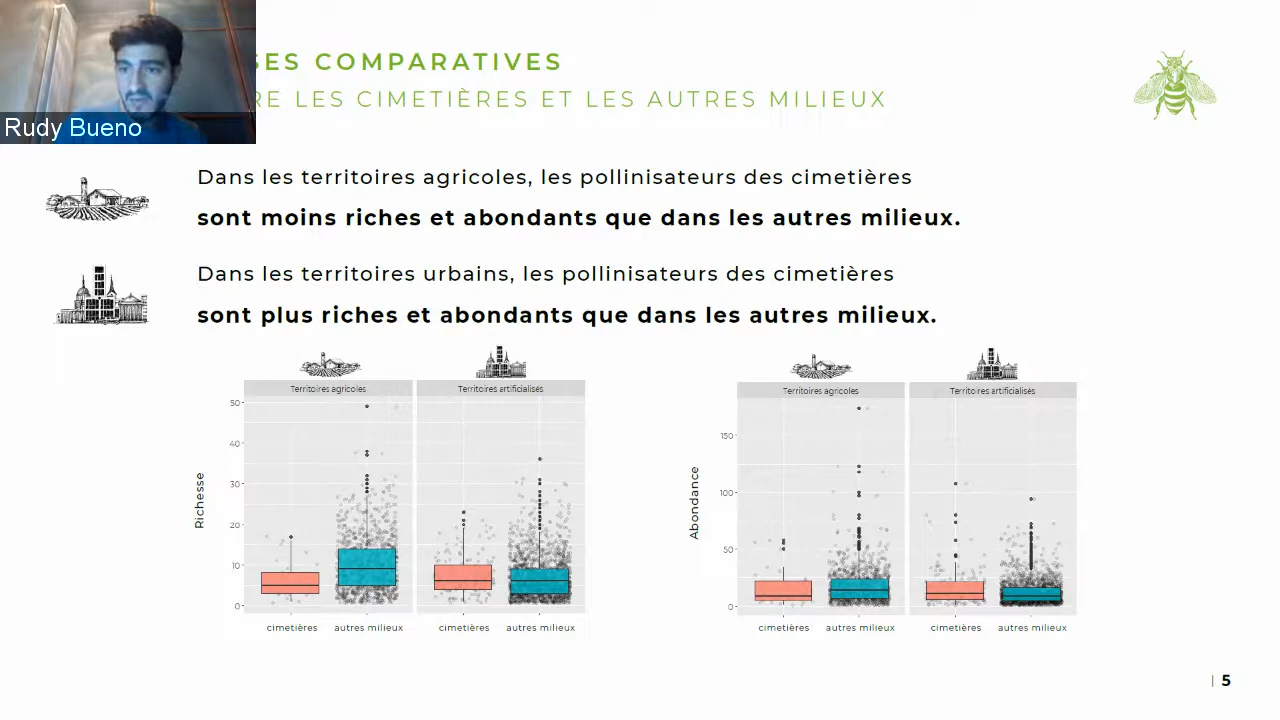 SES COMPARATIVES
RE LES CIMETIÈRES ET LES AUTRES MILIEUX
Rudy Bueno
Dans les territoires agricoles, les pollinisateurs des cimetières
sont moins riches et abondants que dans les autres milieux.
Dans les territoires urbains, les pollinisateurs des cimetières
sont plus riches et abondants que dans les autres milieux.
Territoires agricoles
Territoires artificialisés
50
40
30
20
10
0
Richesse
cimetières
autres milieux
cimetières
autres milieux
Territoires agricoles
Territoires artificialisés
150
100
50
0
Abondance
cimetières
autres milieux
cimetières
autres milieux
| 5